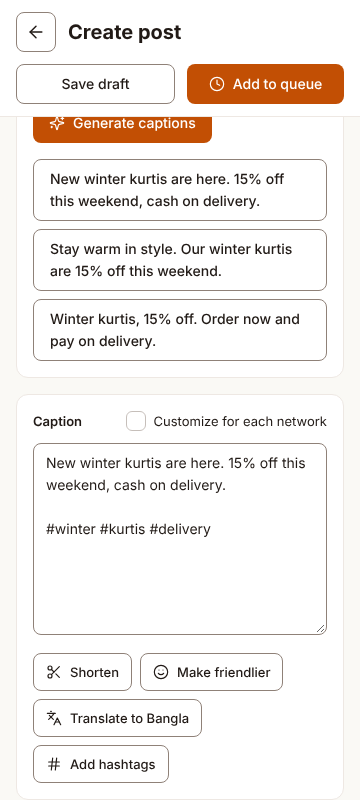 Create post
Save draft
Add to queue
Generate captions
New winter kurtis are here. 15% off
this weekend, cash on delivery.
Stay warm in style. Our winter kurtis
are 15% off this weekend.
Winter kurtis, 15% off. Order now and
pay on delivery.
Caption
Customize for each network
New winter kurtis are here. 15% off this
weekend, cash on delivery.
#winter #kurtis #delivery
Shorten
Make friendlier
Translate to Bangla
Add hashtags